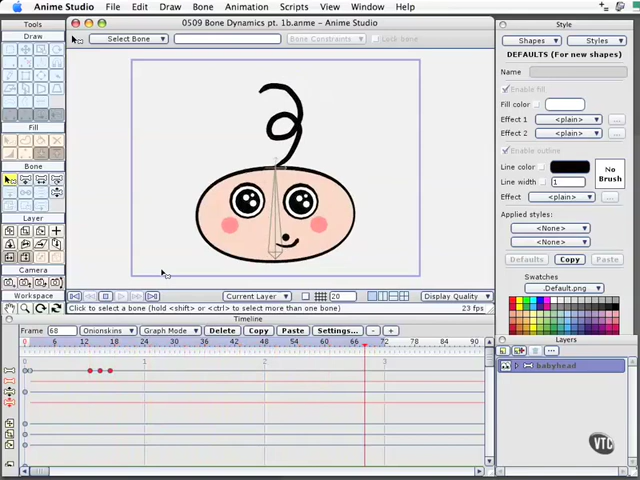 Anime Studio File Edit Draw Bone Animation Scripts Window Help
0509 Bone Dynamics pt. 1b.anme - Anime Studio
Tools
Draw
Fill
Bone
Layer
Camera
Workspace
Select Bone
Bone Constraints
Lock bone
Current Layer
20
Display Quality
Click to select a bone (hold <shift> or <ctrl> to select more than one bone)
23 fps
Style
Shapes
Styles
DEFAULTS (For new shapes)
Name
Enable fill
Fill color
Effect 1 <plain> ...
Effect 2 <plain> ...
Enable outline
Line color
Line width 1
No Brush
Effect <plain> ...
Applied styles:
<None>
<None>
Defaults Copy Paste
Swatches
.Default.png
Timeline
Frame 68 Onionskins Graph Mode Delete Copy Paste Settings... - +
0 6 12 18 24 30 36 42 48 54 60 66 72 78 84 90
0 1 2 3
Layers
babyhead
VTC